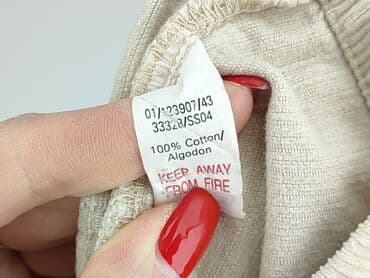 01/123907/43
33328/SS04
100% Cotton/
Algodon
KEEP AWAY
FROM FIRE